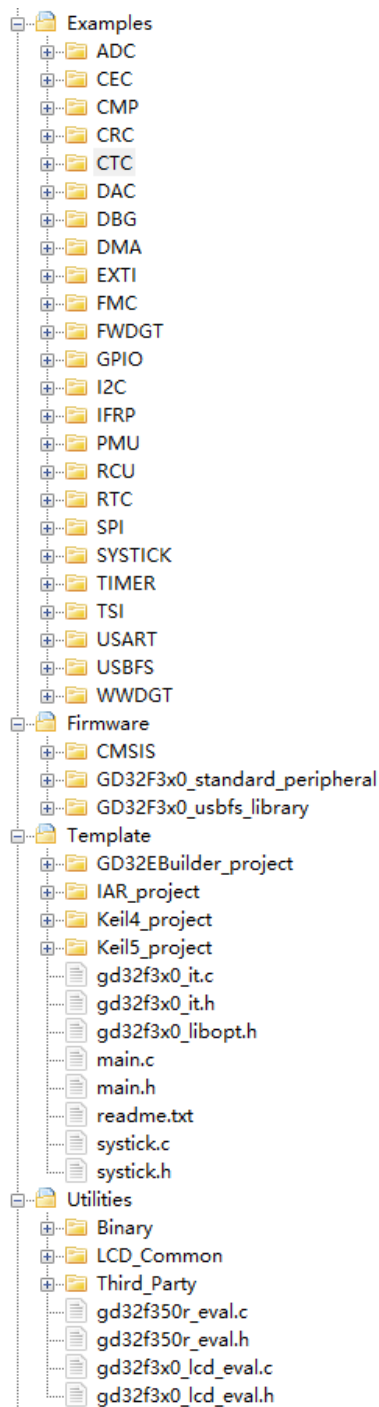 Examples
ADC
CEC
CMP
CRC
CTC
DAC
DBG
DMA
EXTI
FMC
FWDGT
GPIO
I2C
IFRP
PMU
RCU
RTC
SPI
SYSTICK
TIMER
TSI
USART
USBFS
WWDGT
Firmware
CMSIS
GD32F3x0_standard_peripheral
GD32F3x0_usbfs_library
Template
GD32EBuilder_project
IAR_project
Keil4_project
Keil5_project
gd32f3x0_it.c
gd32f3x0_it.h
gd32f3x0_libopt.h
main.c
main.h
readme.txt
systick.c
systick.h
Utilities
Binary
LCD_Common
Third_Party
gd32f350r_eval.c
gd32f350r_eval.h
gd32f3x0_lcd_eval.c
gd32f3x0_lcd_eval.h